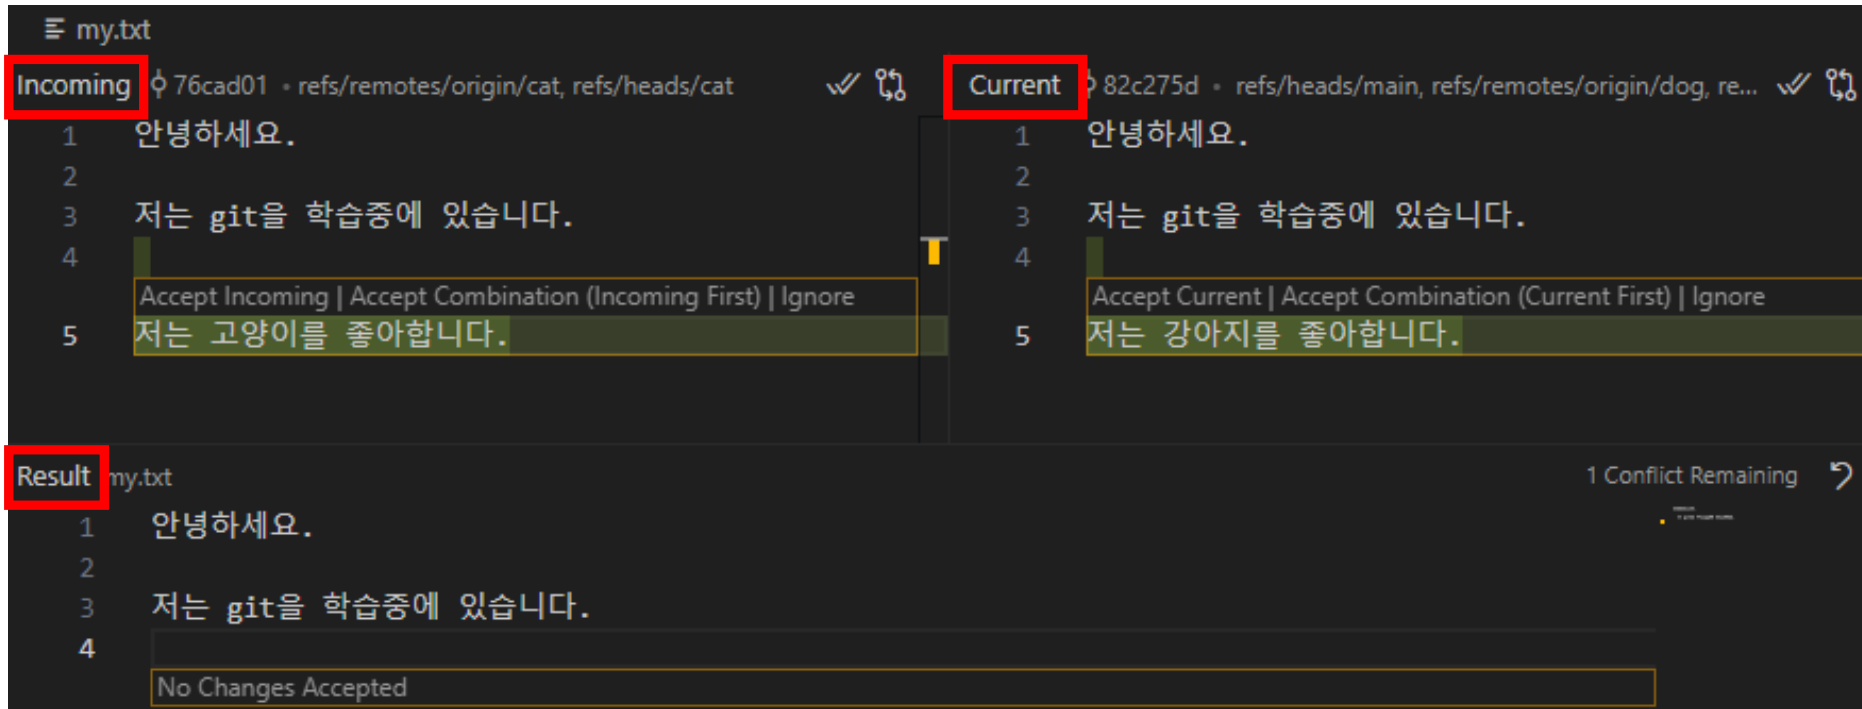 my.txt
Incoming 76cad01 • refs/remotes/origin/cat, refs/heads/cat
1 안녕하세요.
2
3 저는 git을 학습중에 있습니다.
4
Accept Incoming | Accept Combination (Incoming First) | Ignore
5 저는 고양이를 좋아합니다.
Current 82c275d • refs/heads/main, refs/remotes/origin/dog, re...
1 안녕하세요.
2
3 저는 git을 학습중에 있습니다.
4
Accept Current | Accept Combination (Current First) | Ignore
5 저는 강아지를 좋아합니다.
Result my.txt
1 Conflict Remaining
1 안녕하세요.
2
3 저는 git을 학습중에 있습니다.
4
No Changes Accepted